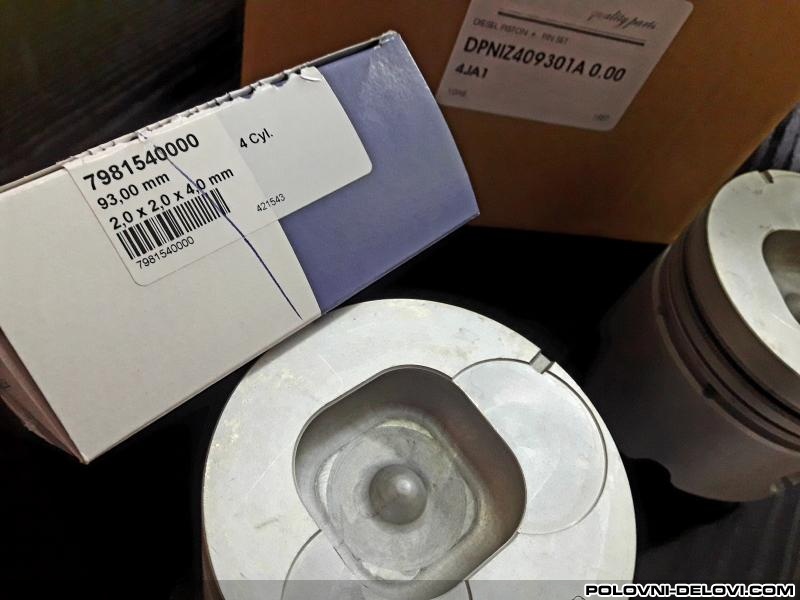 quality parts
DIESEL PISTON + PIN SET
DPNIZ409301A 0.00
4JA1
7981540000
4 Cyl.
93,00 mm
2,0 x 2,0 x 4,0 mm
7981540000
421543
POLOVNI-DELOVI.COM